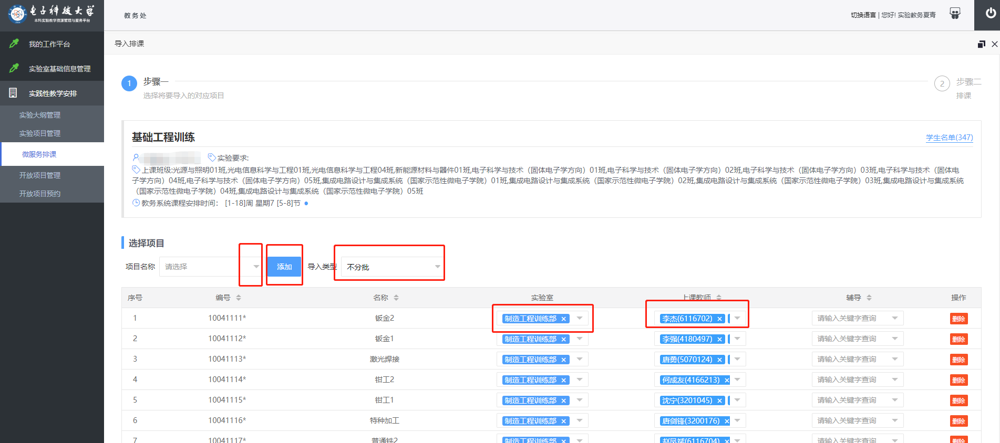 电子科技大学
本科实验教学资源管理与服务平台
教务处
切换语言 | 您好! 实验教务夏青
我的工作平台
实验室基础信息管理
实践性教学安排
实验大纲管理
实验项目管理
微服务排课
开放项目管理
开放项目预约
导入排课
1 步骤一
选择将要导入的对应项目
2 步骤二
排课
基础工程训练
学生名单(347)
实验要求:
上课班级:光源与照明01班,光电信息科学与工程01班,光电信息科学与工程04班,新能源材料与器件01班,电子科学与技术（固体电子学方向）01班,电子科学与技术（固体电子学方向）02班,电子科学与技术（固体电子学方向）03班,电子科学与技术（固体电
子学方向）04班,电子科学与技术（固体电子学方向）05班,集成电路设计与集成系统（国家示范性微电子学院）01班,集成电路设计与集成系统（国家示范性微电子学院）02班,集成电路设计与集成系统（国家示范性微电子学院）03班,集成电路设计与集成系统
（国家示范性微电子学院）04班,集成电路设计与集成系统（国家示范性微电子学院）05班
教务系统课程安排时间： [1-18]周 星期7 [5-8]节
选择项目
项目名称 请选择 添加 导入类型 不分批
序号 编号 名称 实验室 上课教师 辅导 操作
1 10041111* 钣金2 制造工程训练部 × 李杰(6116702) × 请输入关键字查询 删除
2 10041112* 钣金1 制造工程训练部 × 李强(4180497) × 请输入关键字查询 删除
3 10041113* 激光焊接 制造工程训练部 × 唐勇(5070124) × 请输入关键字查询 删除
4 10041114* 钳工2 制造工程训练部 × 何成友(4166213) × 请输入关键字查询 删除
5 10041115* 钳工1 制造工程训练部 × 沈宁(3201045) × 请输入关键字查询 删除
6 10041116* 特种加工 制造工程训练部 × 唐剑锋(3200176) × 请输入关键字查询 删除
7 10041117* 普通铣2 制造工程训练部 × 赵凤斌(6116704) × 请输入关键字查询 删除